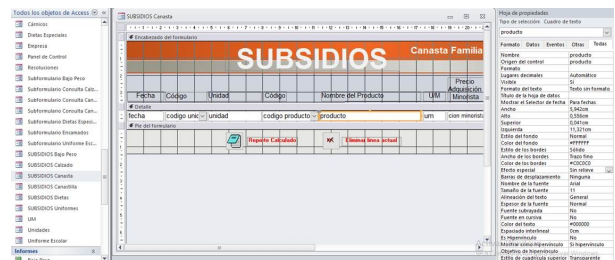 Todos los objetos de Access
Cárnicos
Dietas Especiales
Empresa
Panel de Control
Resoluciones
Subformulario Bajo Peso
Subformulario Consulta Calz...
Subformulario Consulta Can...
Subformulario Consulta Can...
Subformulario Dietas Especi...
Subformulario Encamados
Subformulario Uniforme Esc...
SUBSIDIOS Bajo Peso
SUBSIDIOS Calzado
SUBSIDIOS Canasta
SUBSIDIOS Canastilla
SUBSIDIOS Dietas
SUBSIDIOS Uniformes
UM
Unidades
Uniforme Escolar
Informes
SUBSIDIOS Canasta
Encabezado del formulario
SUBSIDIOS
Canasta Familia
Fecha Código Unidad Código Nombre del Producto U/M Precio Adquisición Minorista
Detalle
fecha codigo unic unidad codigo producto producto um cion minorista
Pie del formulario
Reporte Calculado Eliminar línea actual
Hoja de propiedades
Tipo de selección: Cuadro de texto
producto
Formato Datos Eventos Otras Todas
Nombre producto
Origen del control producto
Formato
Lugares decimales Automático
Visible
Formato del texto Texto sin formato
Título de la hoja de datos
Mostrar el Selector de fecha Para fechas
Ancho 5,942cm
Alto 0,556cm
Superior 0,041cm
Izquierda 11,321cm
Estilo del fondo Normal
Color del fondo #FFFFFF
Estilo de los bordes Sólido
Ancho de los bordes Trazo fino
Color de los bordes #C0C0C0
Efecto especial Sin relieve
Barras de desplazamiento Ninguna
Nombre de la fuente Arial
Tamaño de la fuente 11
Alineación del texto General
Espesor de la fuente Normal
Fuente subrayada No
Fuente en cursiva No
Color del texto #000000
Espaciado interlineal 0cm
Es Hipervínculo No
Mostrar como hipervínculo Si hipervínculo
Objetivo de hipervínculo
Estilo de cuadrícula superior Transparente